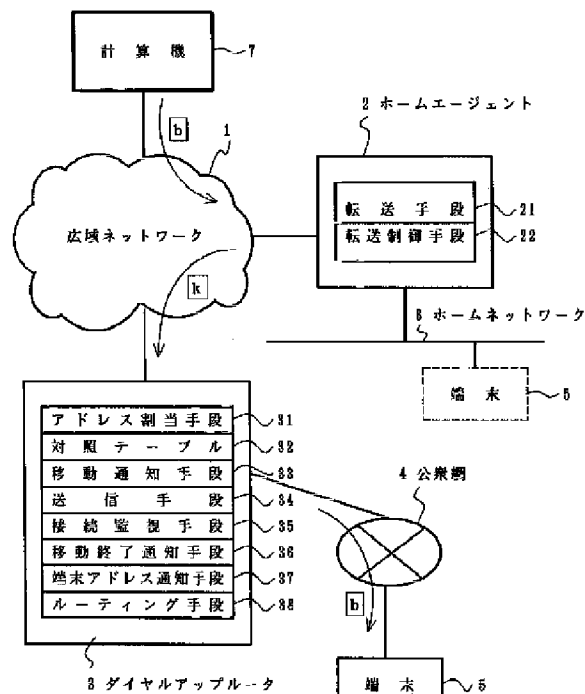 計算機 7
b
1
2 ホームエージェント
広域ネットワーク
転送手段 21
転送制御手段 22
k
6 ホームネットワーク
端末 5
アドレス割当手段 31
対照テーブル 32
移動通知手段 33
送信手段 34
接続監視手段 35
移動終了通知手段 36
端末アドレス通知手段 37
ルーティング手段 38
4 公衆網
b
3 ダイヤルアップルータ
端末 5